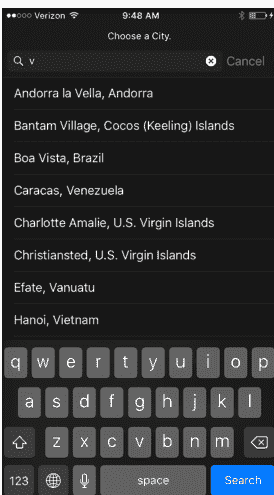 Verizon 9:48 AM
Choose a City.
v Cancel
Andorra la Vella, Andorra
Bantam Village, Cocos (Keeling) Islands
Boa Vista, Brazil
Caracas, Venezuela
Charlotte Amalie, U.S. Virgin Islands
Christiansted, U.S. Virgin Islands
Efate, Vanuatu
Hanoi, Vietnam
q w e r t y u i o p
a s d f g h j k l
z x c v b n m
123 space Search